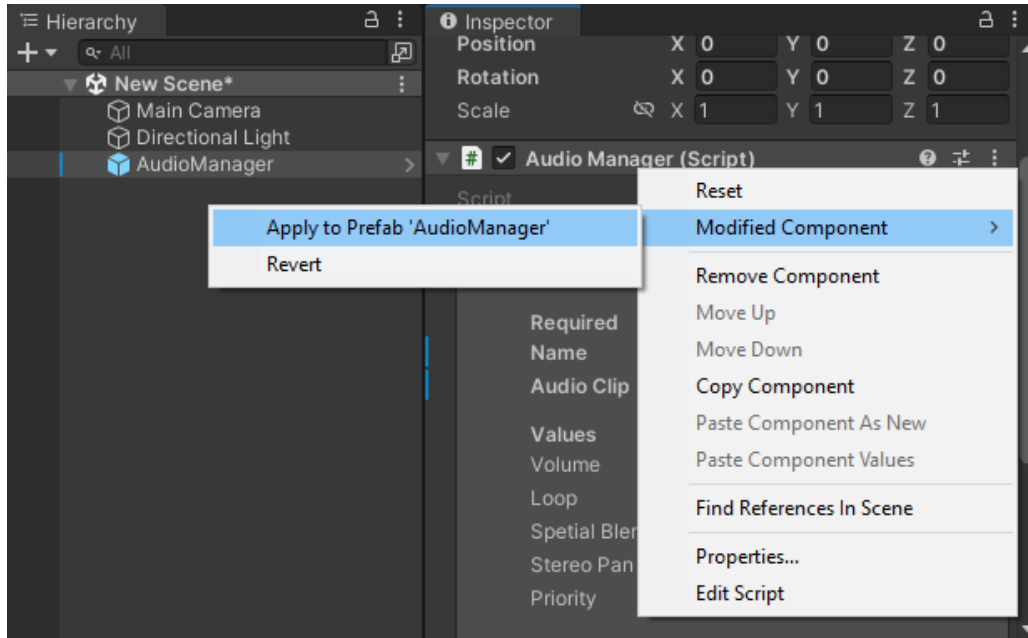 Hierarchy
All
New Scene*
Main Camera
Directional Light
AudioManager
Inspector
Position X 0 Y 0 Z 0
Rotation X 0 Y 0 Z 0
Scale X 1 Y 1 Z 1
# Audio Manager (Script)
Script
Apply to Prefab 'AudioManager'
Revert
Required
Name
Audio Clip
Values
Volume
Loop
Spetial Blen
Stereo Pan
Priority
Reset
Modified Component
Remove Component
Move Up
Move Down
Copy Component
Paste Component As New
Paste Component Values
Find References In Scene
Properties...
Edit Script